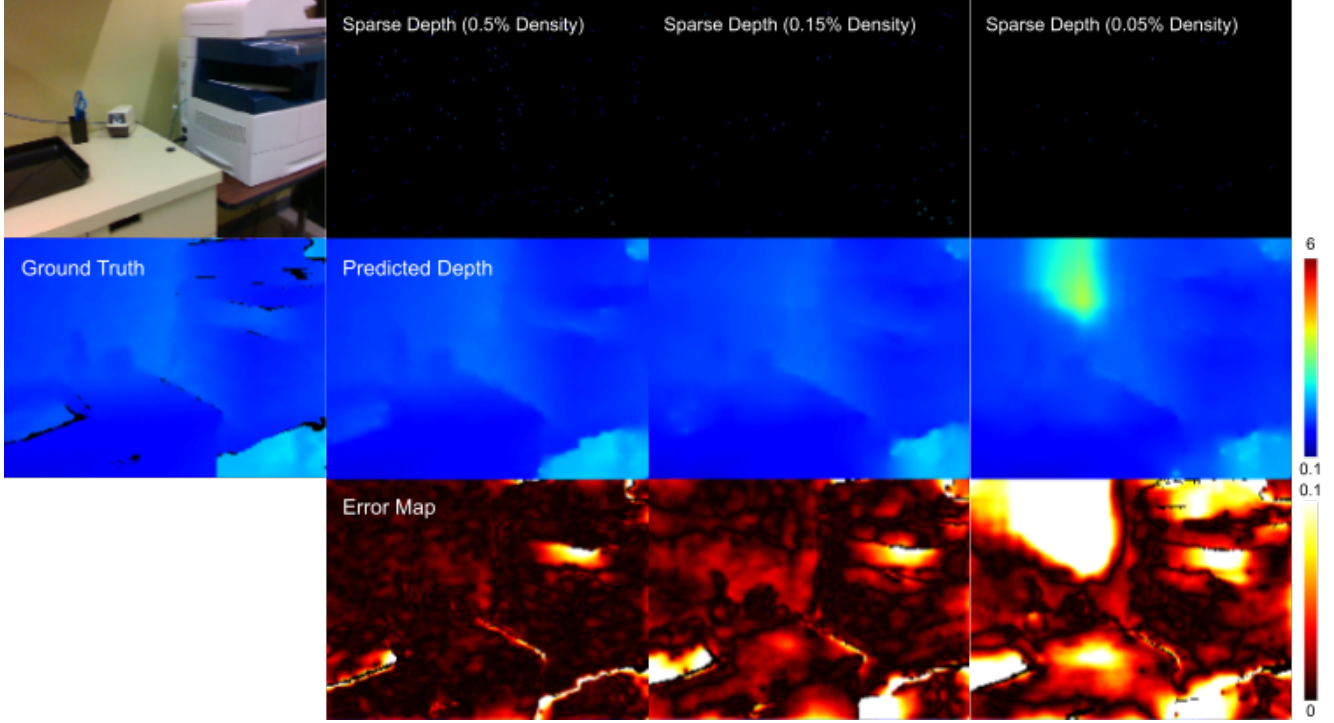 Sparse Depth (0.5% Density)
Sparse Depth (0.15% Density)
Sparse Depth (0.05% Density)
Ground Truth
Predicted Depth
6
0.1
Error Map
0.1
0